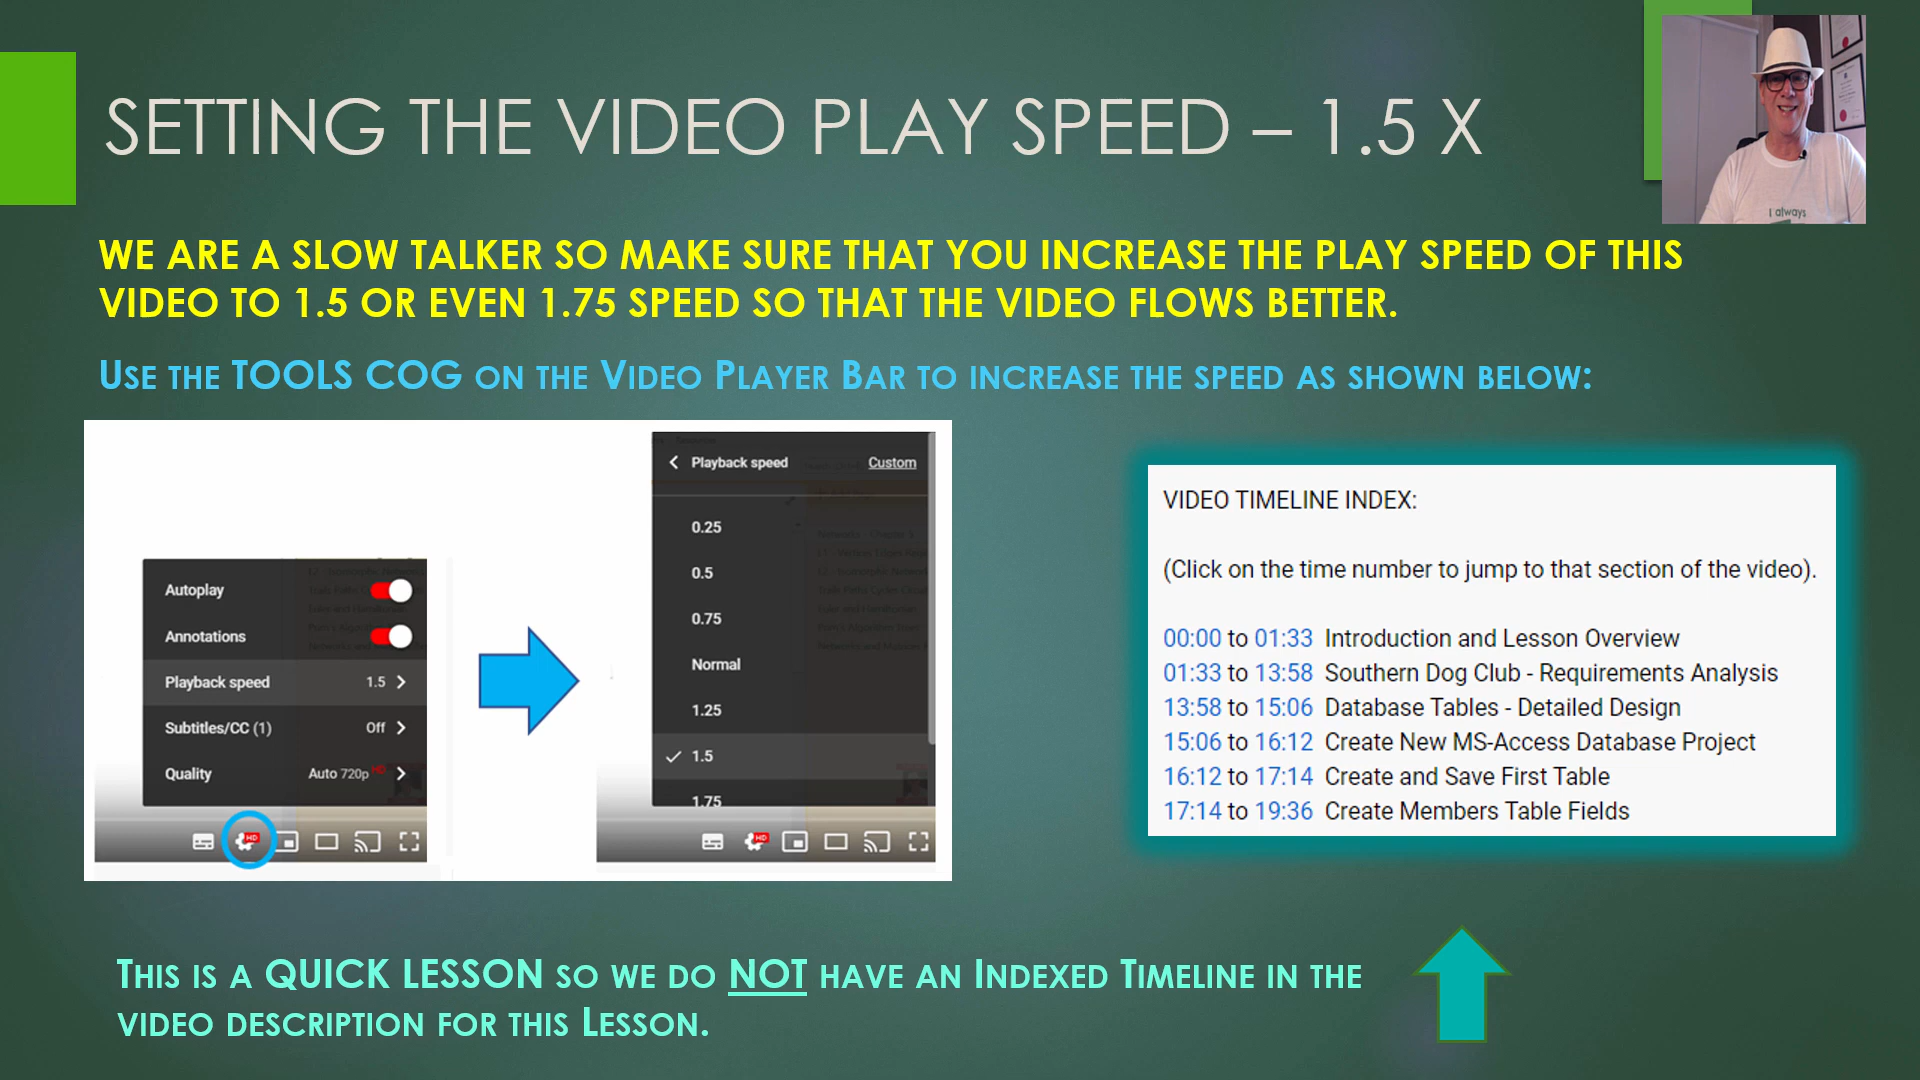 SETTING THE VIDEO PLAY SPEED – 1.5 X
I always
WE ARE A SLOW TALKER SO MAKE SURE THAT YOU INCREASE THE PLAY SPEED OF THIS
VIDEO TO 1.5 OR EVEN 1.75 SPEED SO THAT THE VIDEO FLOWS BETTER.
USE THE TOOLS COG ON THE VIDEO PLAYER BAR TO INCREASE THE SPEED AS SHOWN BELOW:
Autoplay
Annotations
Playback speed 1.5
Subtitles/CC (1) Off
Quality Auto 720p HD
HD
Playback speed Custom
0.25
0.5
0.75
Normal
1.25
1.5
1.75
HD
VIDEO TIMELINE INDEX:
(Click on the time number to jump to that section of the video).
00:00 to 01:33 Introduction and Lesson Overview
01:33 to 13:58 Southern Dog Club - Requirements Analysis
13:58 to 15:06 Database Tables - Detailed Design
15:06 to 16:12 Create New MS-Access Database Project
16:12 to 17:14 Create and Save First Table
17:14 to 19:36 Create Members Table Fields
THIS IS A QUICK LESSON SO WE DO NOT HAVE AN INDEXED TIMELINE IN THE
VIDEO DESCRIPTION FOR THIS LESSON.